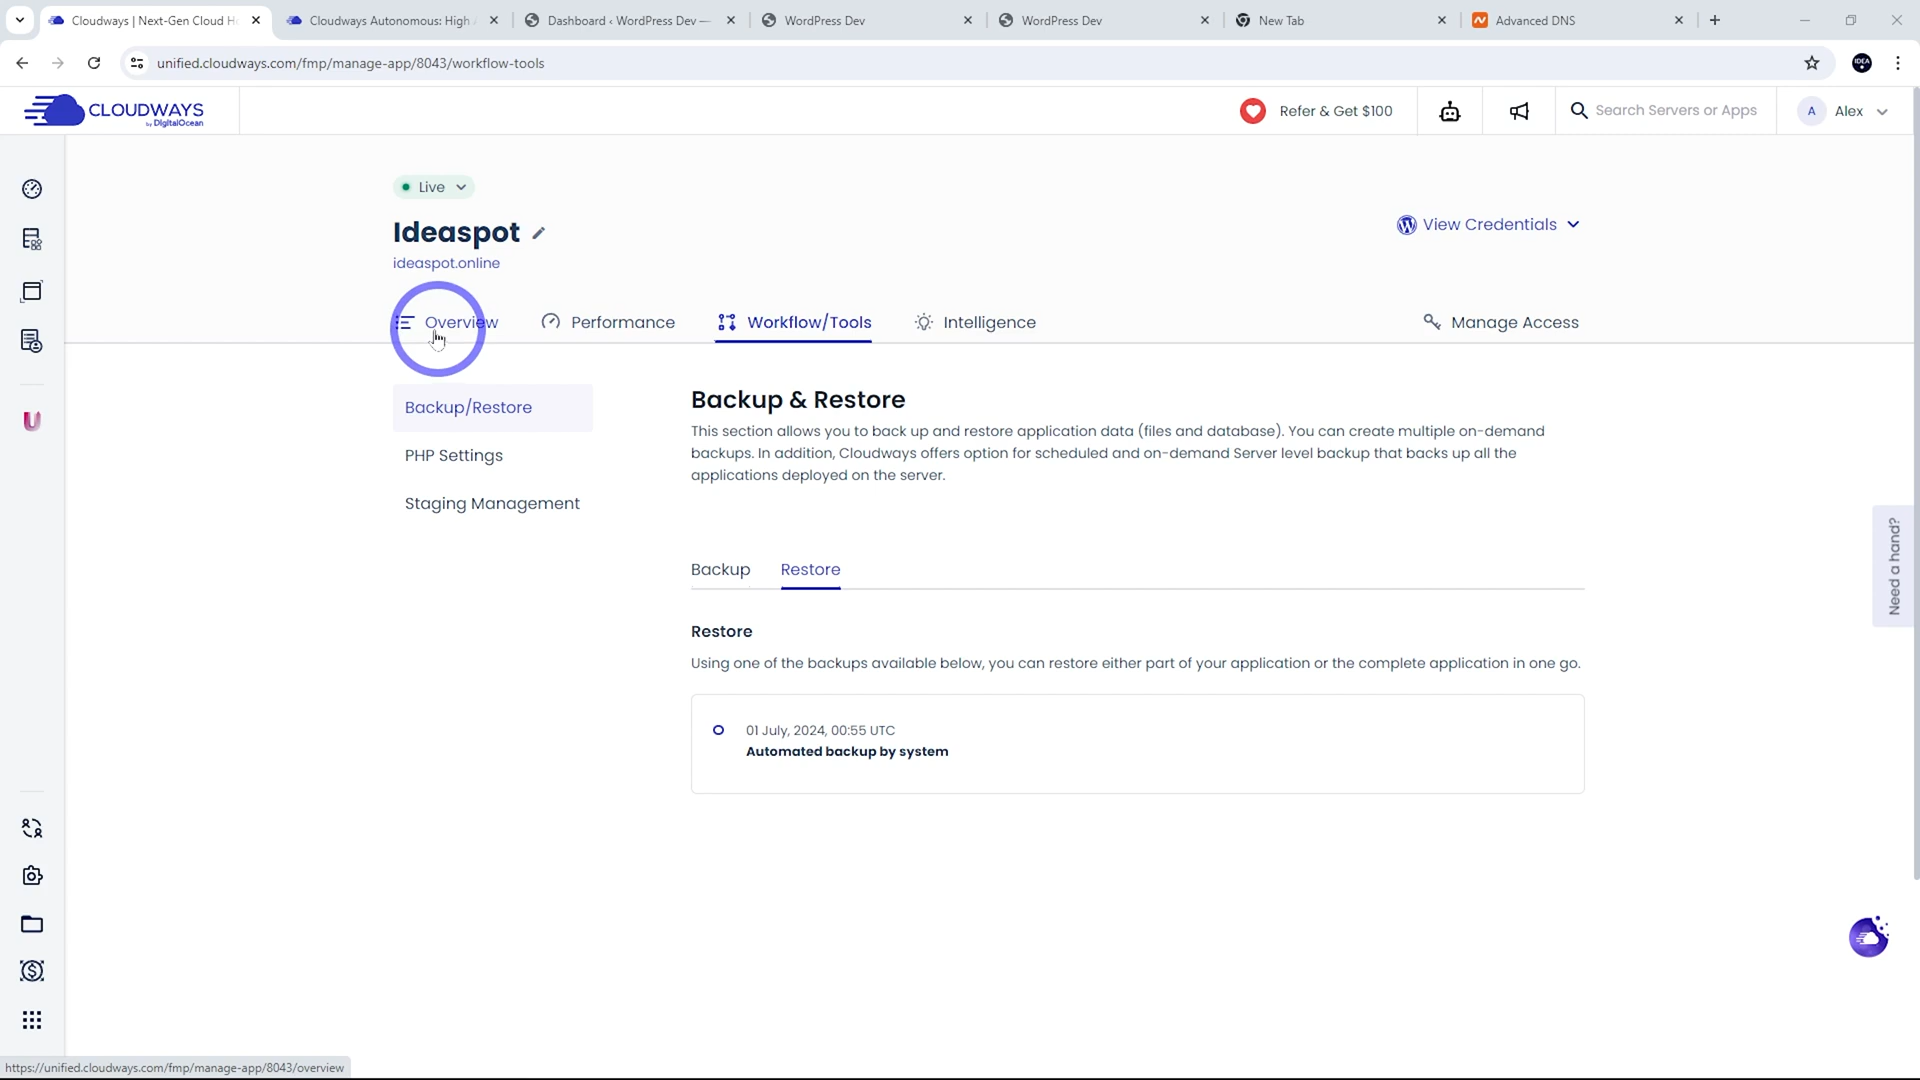 Cloudways | Next-Gen Cloud H
Cloudways Autonomous: High
Dashboard ‹ WordPress Dev —
WordPress Dev
WordPress Dev
New Tab
Advanced DNS
unified.cloudways.com/fmp/manage-app/8043/workflow-tools
IDEA
CLOUDWAYS
by DigitalOcean
Refer & Get $100
Search Servers or Apps
A
Alex
Live
Ideaspot
View Credentials
ideaspot.online
Overview
Performance
Workflow/Tools
Intelligence
Manage Access
Backup/Restore
PHP Settings
Staging Management
Backup & Restore
This section allows you to back up and restore application data (files and database). You can create multiple on-demand
backups. In addition, Cloudways offers option for scheduled and on-demand Server level backup that backs up all the
applications deployed on the server.
Backup
Restore
Restore
Using one of the backups available below, you can restore either part of your application or the complete application in one go.
01 July, 2024, 00:55 UTC
Automated backup by system
Need a hand?
https://unified.cloudways.com/fmp/manage-app/8043/overview